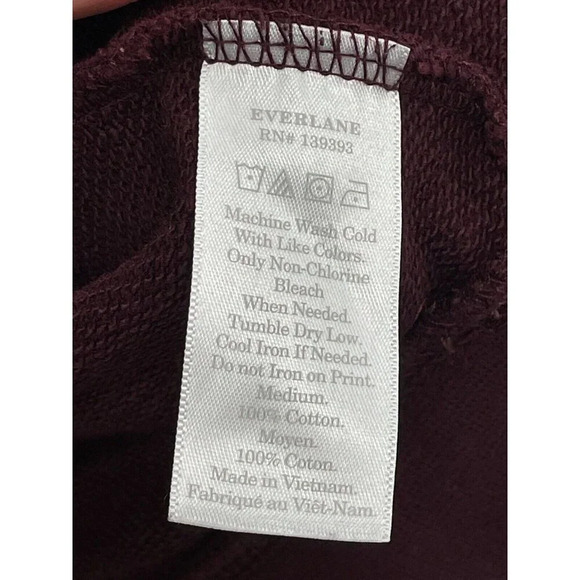 EVERLANE
RN# 139393
Machine Wash Cold
With Like Colors.
Only Non-Chlorine
Bleach
When Needed.
Tumble Dry Low.
Cool Iron If Needed.
Do not Iron on Print.
Medium.
100% Cotton.
Moyen.
100% Coton.
Made in Vietnam.
Fabriqué au Viêt-Nam.